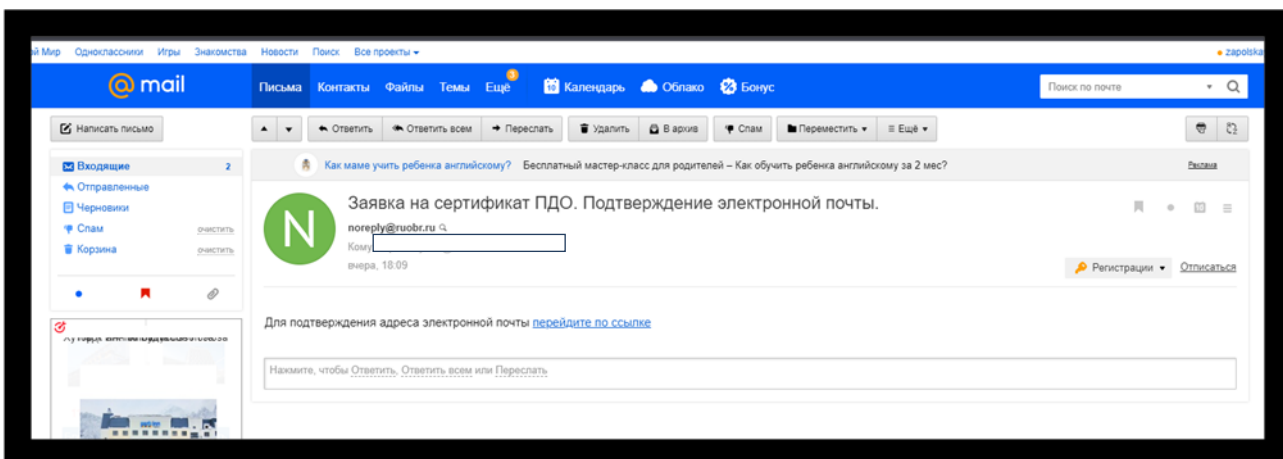 й Мир Одноклассники Игры Знакомства Новости Поиск Все проекты zapolska
@mail Письма Контакты Файлы Темы Ещё 3 10 Календарь Облако Бонус Поиск по почте
Написать письмо Ответить Ответить всем Переслать Удалить В архив Спам Переместить Ещё
Входящие 2
Отправленные
Черновики
Спам очистить
Корзина очистить
Как маме учить ребенка английскому? Бесплатный мастер-класс для родителей – Как обучить ребенка английскому за 2 мес? Реклама
N
Заявка на сертификат ПДО. Подтверждение электронной почты.
noreply@ruobr.ru
Кому
вчера, 18:09
Регистрации Отписаться
Для подтверждения адреса электронной почты перейдите по ссылке
Нажмите, чтобы Ответить, Ответить всем или Переслать